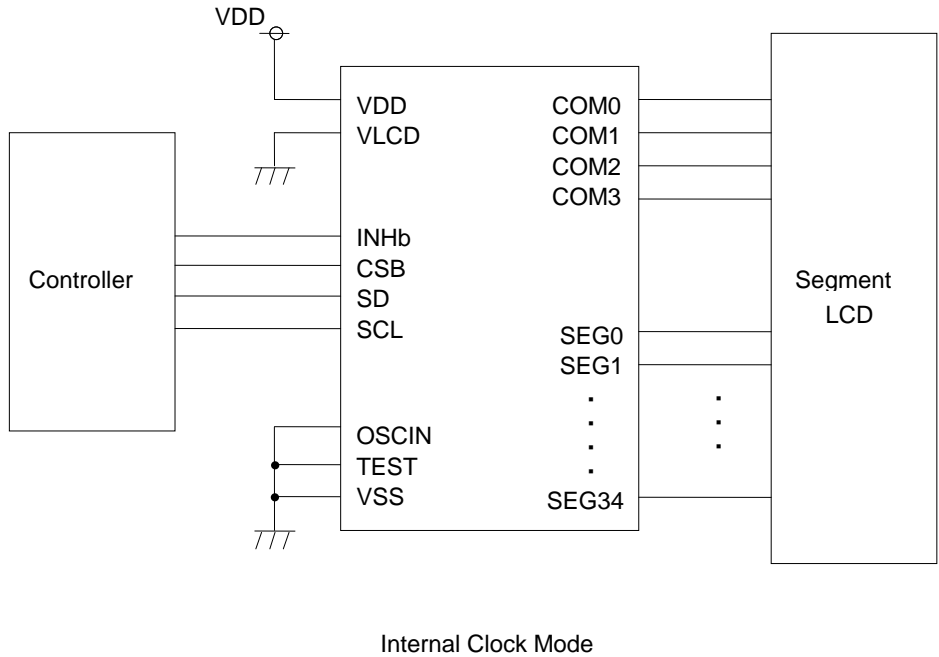 VDD
VDD
VLCD
INHb
CSB
SD
SCL
OSCIN
TEST
VSS
COM0
COM1
COM2
COM3
SEG0
SEG1
SEG34
Controller
Segment
LCD
Internal Clock Mode